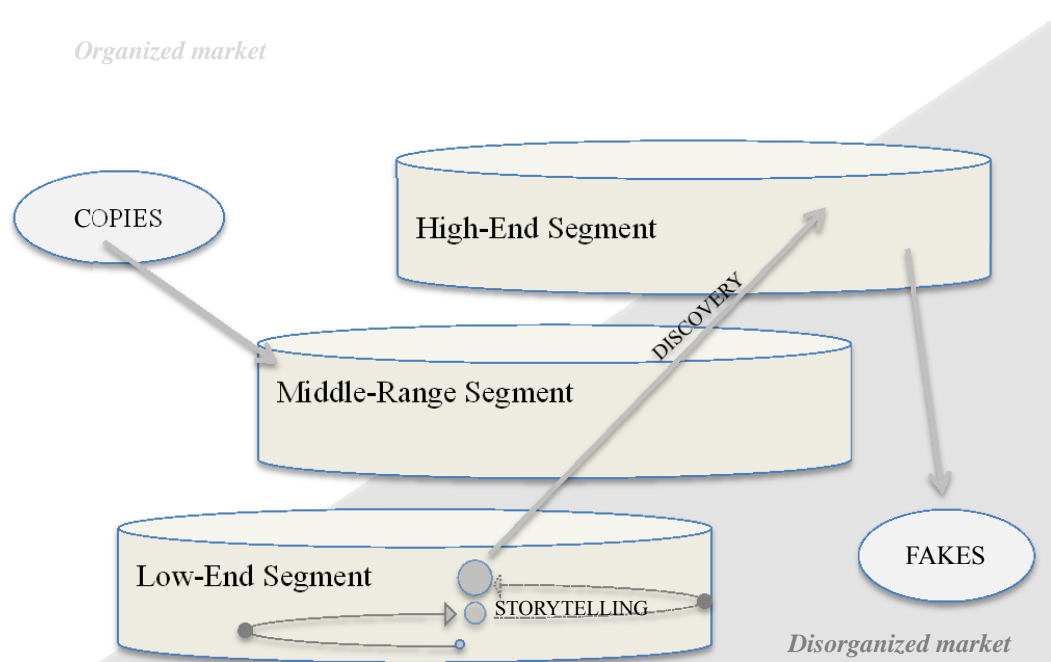 Organized market
COPIES
High-End Segment
DISCOVERY
Middle-Range Segment
FAKES
Low-End Segment
STORYTELLING
Disorganized market